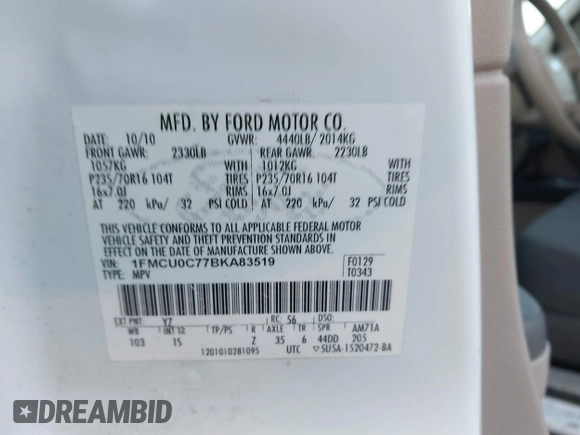 MFD. BY FORD MOTOR CO.
DATE: 10/10 GVWR: 4440LB/ 2014KG
FRONT GAWR: 2330LB REAR GAWR: 2230LB
1057KG WITH 1012KG WITH
P235/70R16 104T TIRES P235/70R16 104T TIRES
16x7.0J RIMS 16x7.0J RIMS
AT 220 kPa/ 32 PSI COLD AT 220 kPa/ 32 PSI COLD
THIS VEHICLE CONFORMS TO ALL APPLICABLE FEDERAL MOTOR
VEHICLE SAFETY AND THEFT PREVENTION STANDARDS IN
EFFECT ON THE DATE OF MANUFACTURE SHOWN ABOVE.
VIN: 1FMCU0C77BKA83519 F0129
TYPE: MPV T0343
EXT PNT: YZ RC: 56 DSO:
WB INT TR TP/PS R AXLE TR SPR AM71A
103 15 Z 35 6 44DD 205
1201010281095 UTC ▽5U5A-1520472-BA
DREAMBID